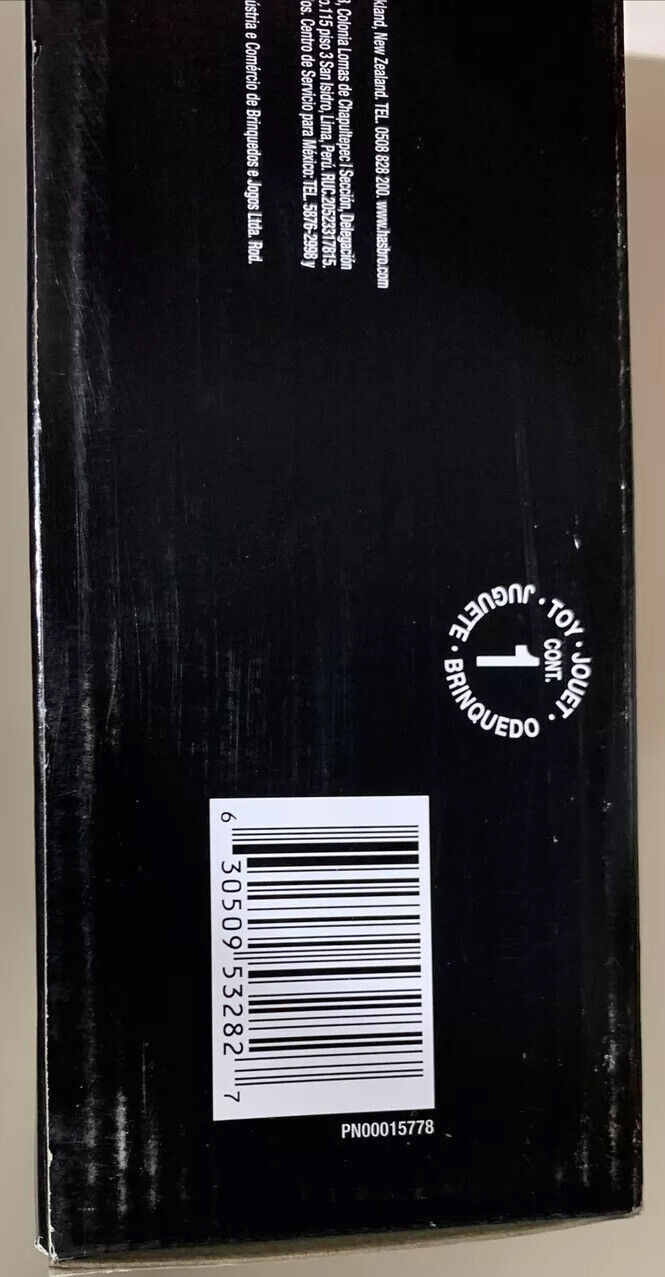 kland, New Zealand. TEL. 0508 828 200. www.hasbro.com
, Colonia Lomas de Chapultepec I Sección, Delegación
.115 piso 3 San Isidro, Lima, Perú. RUC.20523317815.
os. Centro de Servicio para México: TEL. 5876-2998 y
ústria e Comércio de Brinquedos e Jogos Ltda. Rod.
JUGUETE · TOY · JOUET · BRINQUEDO ·
CONT.
1
6 30509 53282 7
PN00015778